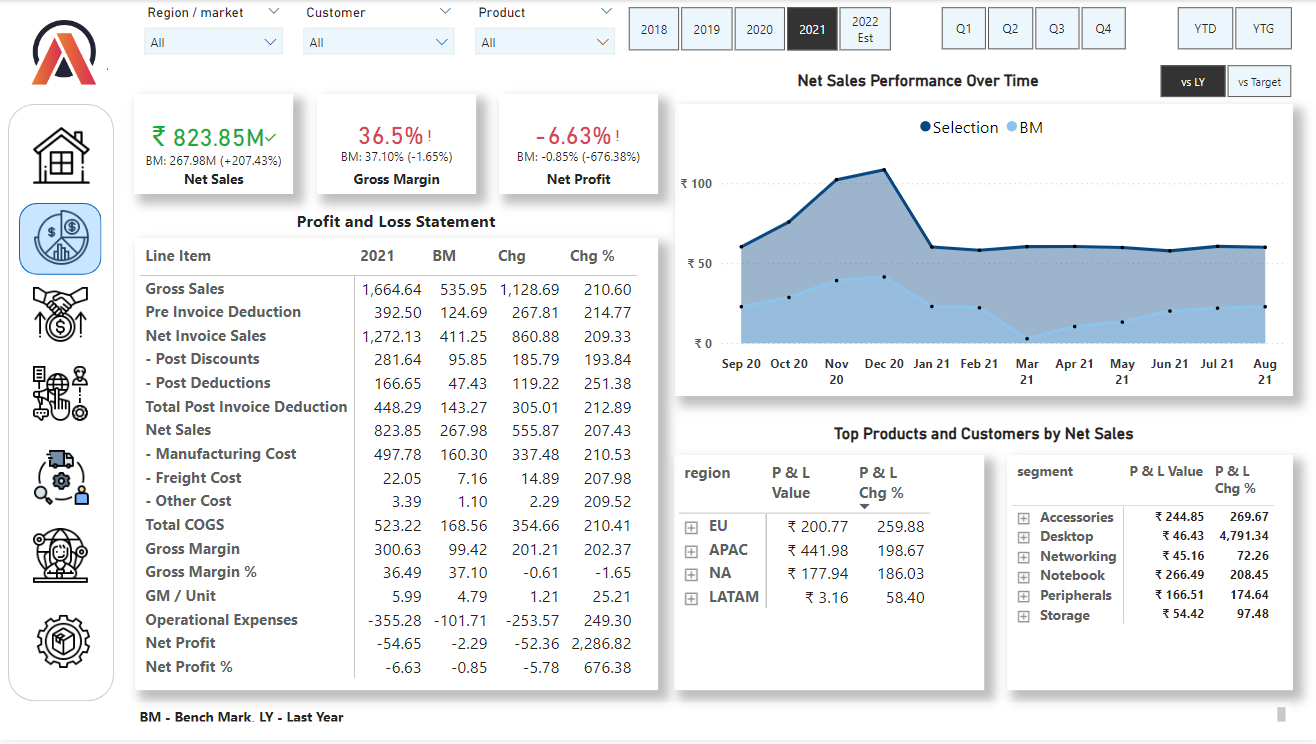 Region / market Customer Product
All All All
2018 2019 2020 2021 2022 Est
Q1 Q2 Q3 Q4
YTD YTG
Net Sales Performance Over Time
vs LY vs Target
₹ 823.85M✓
BM: 267.98M (+207.43%)
Net Sales
36.5%!
BM: 37.10% (-1.65%)
Gross Margin
-6.63%!
BM: -0.85% (-676.38%)
Net Profit
Selection BM
₹ 100
₹ 50
₹ 0
Sep 20 Oct 20 Nov 20 Dec 20 Jan 21 Feb 21 Mar 21 Apr 21 May 21 Jun 21 Jul 21 Aug 21
Profit and Loss Statement
Line Item 2021 BM Chg Chg %
Gross Sales 1,664.64 535.95 1,128.69 210.60
Pre Invoice Deduction 392.50 124.69 267.81 214.77
Net Invoice Sales 1,272.13 411.25 860.88 209.33
- Post Discounts 281.64 95.85 185.79 193.84
- Post Deductions 166.65 47.43 119.22 251.38
Total Post Invoice Deduction 448.29 143.27 305.01 212.89
Net Sales 823.85 267.98 555.87 207.43
- Manufacturing Cost 497.78 160.30 337.48 210.53
- Freight Cost 22.05 7.16 14.89 207.98
- Other Cost 3.39 1.10 2.29 209.52
Total COGS 523.22 168.56 354.66 210.41
Gross Margin 300.63 99.42 201.21 202.37
Gross Margin % 36.49 37.10 -0.61 -1.65
GM / Unit 5.99 4.79 1.21 25.21
Operational Expenses -355.28 -101.71 -253.57 249.30
Net Profit -54.65 -2.29 -52.36 2,286.82
Net Profit % -6.63 -0.85 -5.78 676.38
Top Products and Customers by Net Sales
region P & L Value P & L Chg %
EU ₹ 200.77 259.88
APAC ₹ 441.98 198.67
NA ₹ 177.94 186.03
LATAM ₹ 3.16 58.40
segment P & L Value P & L Chg %
Accessories ₹ 244.85 269.67
Desktop ₹ 46.43 4,791.34
Networking ₹ 45.16 72.26
Notebook ₹ 266.49 208.45
Peripherals ₹ 166.51 174.64
Storage ₹ 54.42 97.48
BM - Bench Mark, LY - Last Year